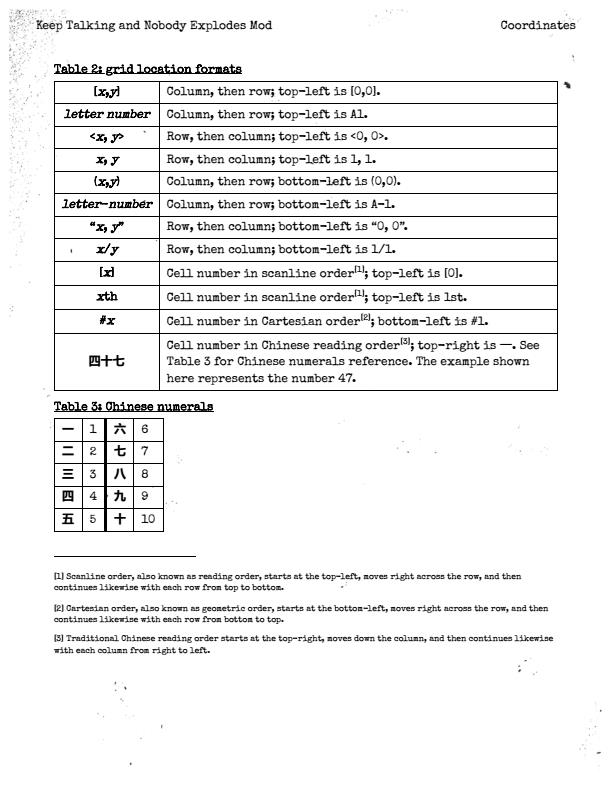 Keep Talking and Nobody Explodes Mod Coordinates
Table 2: grid location formats
[x,y] Column, then row; top-left is [0,0].
letter number Column, then row; top-left is A1.
<x, y> Row, then column; top-left is <0, 0>.
x, y Row, then column; top-left is 1, 1.
(x,y) Column, then row; bottom-left is (0,0).
letter-number Column, then row; bottom-left is A-1.
“x, y” Row, then column; bottom-left is “0, 0”.
x/y Row, then column; bottom-left is 1/1.
[x] Cell number in scanline order[1]; top-left is [0].
xth Cell number in scanline order[1]; top-left is 1st.
#x Cell number in Cartesian order[2]; bottom-left is #1.
四十七 Cell number in Chinese reading order[3]; top-right is 一. See
Table 3 for Chinese numerals reference. The example shown
here represents the number 47.
Table 3: Chinese numerals
一 1 六 6
二 2 七 7
三 3 八 8
四 4 九 9
五 5 十 10
[1] Scanline order, also known as reading order, starts at the top-left, moves right across the row, and then
continues likewise with each row from top to bottom.
[2] Cartesian order, also known as geometric order, starts at the bottom-left, moves right across the row, and then
continues likewise with each row from bottom to top.
[3] Traditional Chinese reading order starts at the top-right, moves down the column, and then continues likewise
with each column from right to left.